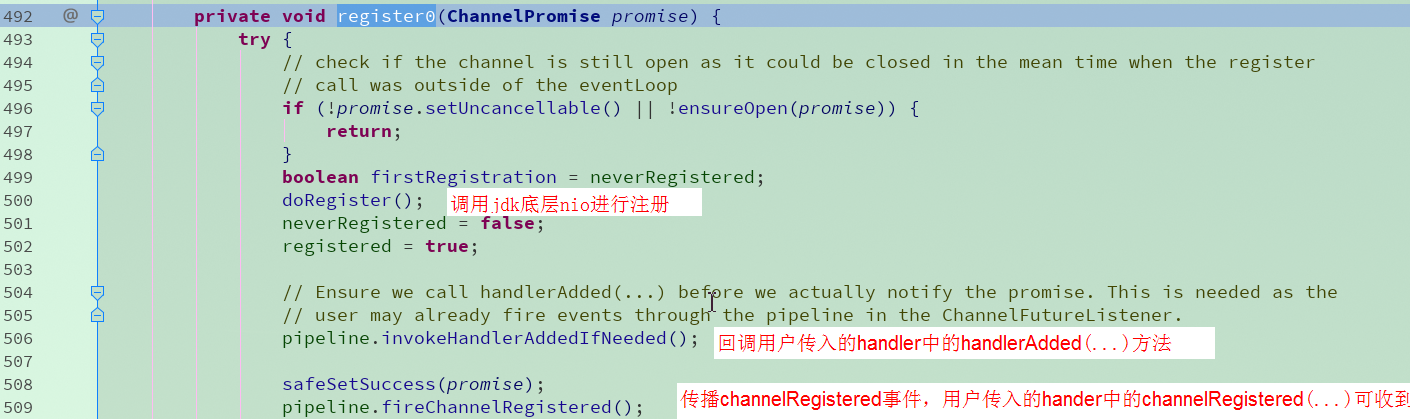 492 @ private void register0(ChannelPromise promise) {
493 try {
494 // check if the channel is still open as it could be closed in the mean time when the register
495 // call was outside of the eventLoop
496 if (!promise.setUncancellable() || !ensureOpen(promise)) {
497 return;
498 }
499 boolean firstRegistration = neverRegistered;
500 doRegister(); 调用jdk底层nio进行注册
501 neverRegistered = false;
502 registered = true;
503
504 // Ensure we call handlerAdded(...) before we actually notify the promise. This is needed as the
505 // user may already fire events through the pipeline in the ChannelFutureListener.
506 pipeline.invokeHandlerAddedIfNeeded(); 回调用户传入的handler中的handlerAdded(...)方法
507
508 safeSetSuccess(promise);
509 pipeline.fireChannelRegistered(); 传播channelRegistered事件，用户传入的hander中的channelRegistered(...)可收到